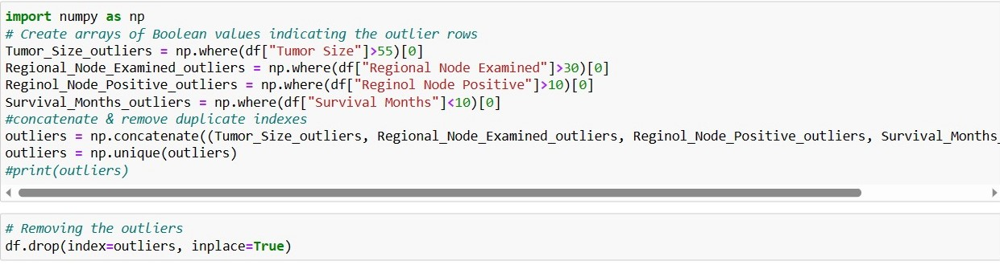 import numpy as np
# Create arrays of Boolean values indicating the outlier rows
Tumor_Size_outliers = np.where(df["Tumor Size"]>55)[0]
Regional_Node_Examined_outliers = np.where(df["Regional Node Examined"]>30)[0]
Reginol_Node_Positive_outliers = np.where(df["Reginol Node Positive"]>10)[0]
Survival_Months_outliers = np.where(df["Survival Months"]<10)[0]
#concatenate & remove duplicate indexes
outliers = np.concatenate((Tumor_Size_outliers, Regional_Node_Examined_outliers, Reginol_Node_Positive_outliers, Survival_Months_
outliers = np.unique(outliers)
#print(outliers)
# Removing the outliers
df.drop(index=outliers, inplace=True)